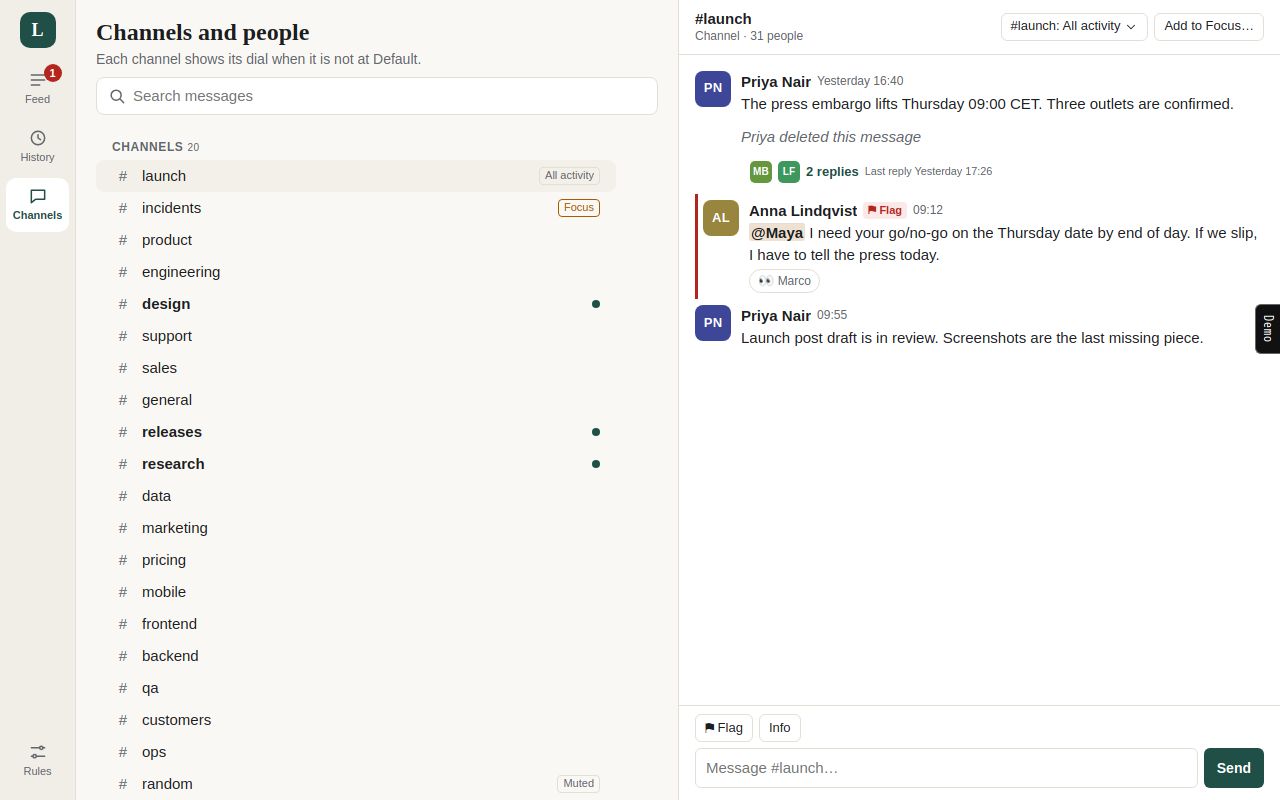 L
1
Feed
History
Channels
Rules
Channels and people
Each channel shows its dial when it is not at Default.
Search messages
CHANNELS 20
# launch All activity
# incidents Focus
# product
# engineering
# design
# support
# sales
# general
# releases
# research
# data
# marketing
# pricing
# mobile
# frontend
# backend
# qa
# customers
# ops
# random Muted
#launch
Channel · 31 people
#launch: All activity
Add to Focus…
PN
Priya Nair Yesterday 16:40
The press embargo lifts Thursday 09:00 CET. Three outlets are confirmed.
Priya deleted this message
MB LF 2 replies Last reply Yesterday 17:26
AL
Anna Lindqvist Flag 09:12
@Maya I need your go/no-go on the Thursday date by end of day. If we slip,
I have to tell the press today.
👀 Marco
PN
Priya Nair 09:55
Launch post draft is in review. Screenshots are the last missing piece.
Demo
Flag
Info
Message #launch…
Send